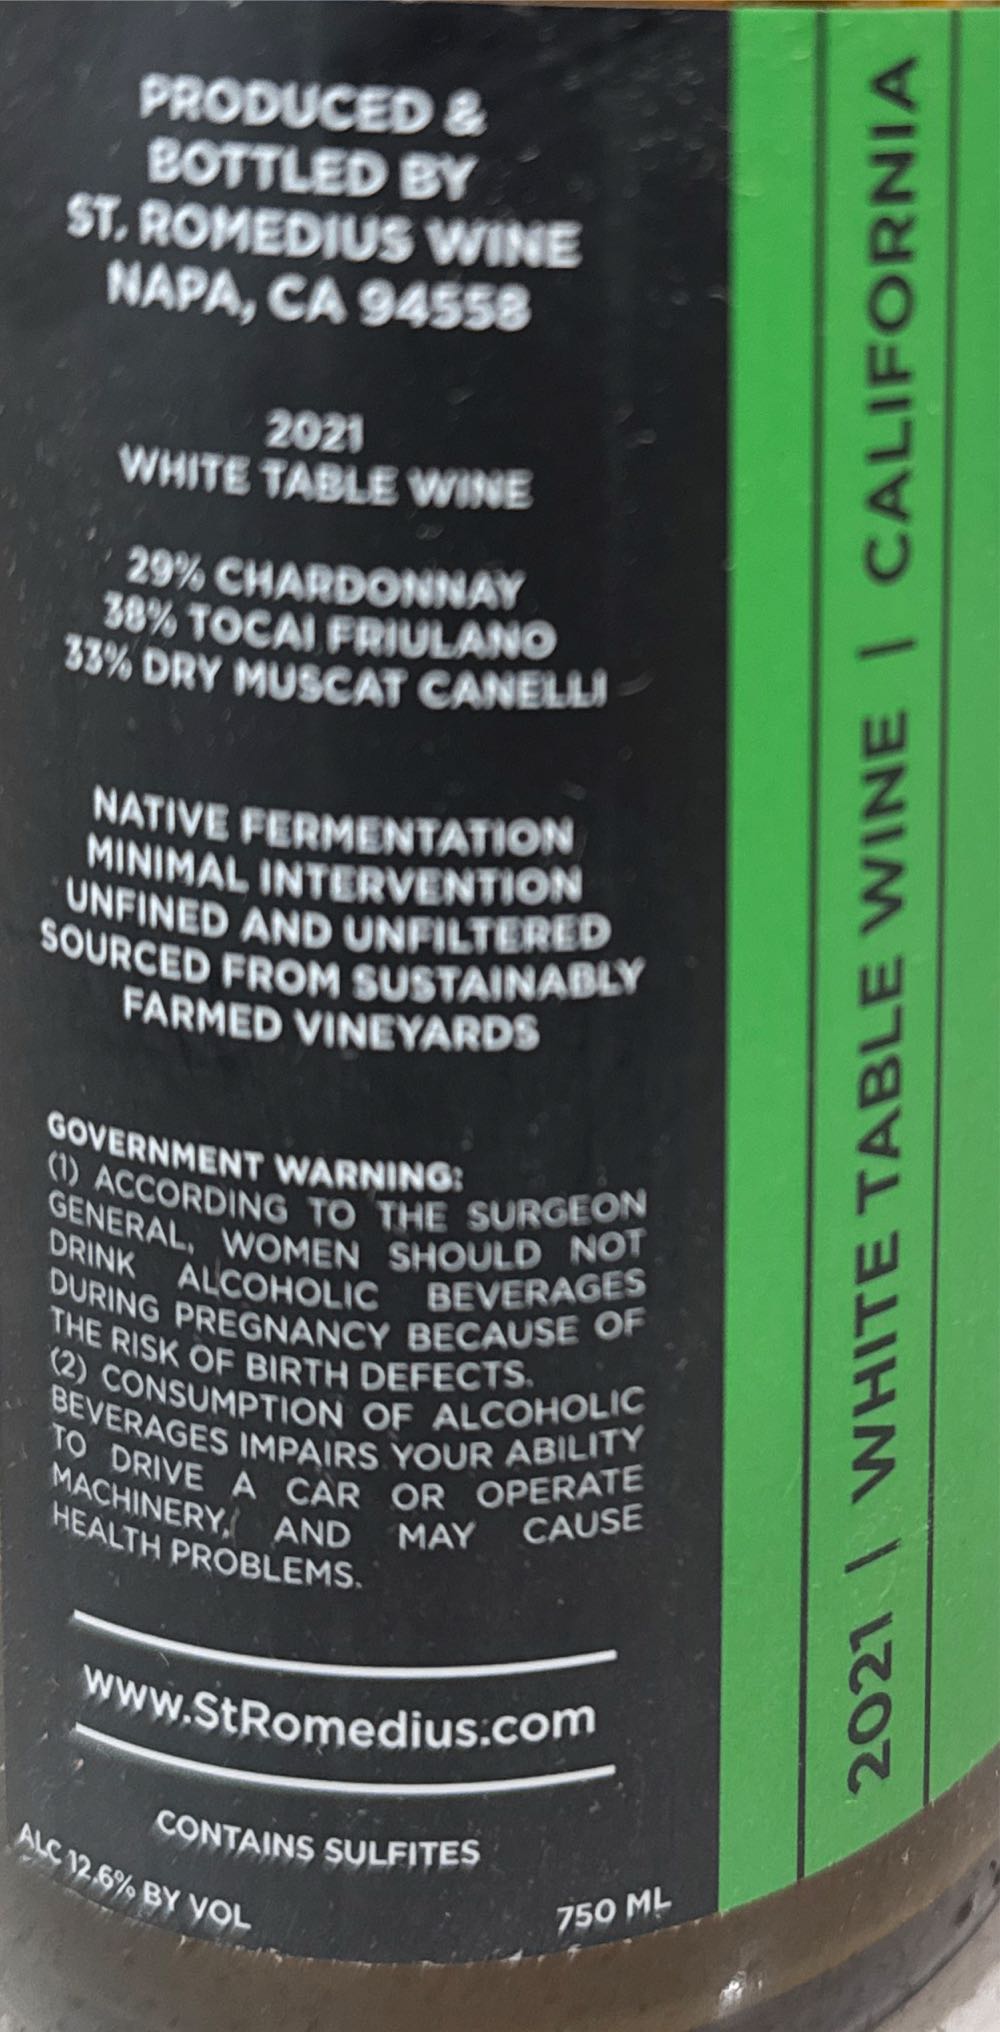 PRODUCED &
BOTTLED BY
ST. ROMEDIUS WINE
NAPA, CA 94558
2021
WHITE TABLE WINE
29% CHARDONNAY
38% TOCAI FRIULANO
33% DRY MUSCAT CANELLI
NATIVE FERMENTATION
MINIMAL INTERVENTION
UNFINED AND UNFILTERED
SOURCED FROM SUSTAINABLY
FARMED VINEYARDS
GOVERNMENT WARNING:
(1) ACCORDING TO THE SURGEON
GENERAL, WOMEN SHOULD NOT
DRINK ALCOHOLIC BEVERAGES
DURING PREGNANCY BECAUSE OF
THE RISK OF BIRTH DEFECTS.
(2) CONSUMPTION OF ALCOHOLIC
BEVERAGES IMPAIRS YOUR ABILITY
TO DRIVE A CAR OR OPERATE
MACHINERY, AND MAY CAUSE
HEALTH PROBLEMS.
www.StRomedius.com
CONTAINS SULFITES
ALC 12.6% BY VOL
750 ML
2021 | WHITE TABLE WINE | CALIFORNIA